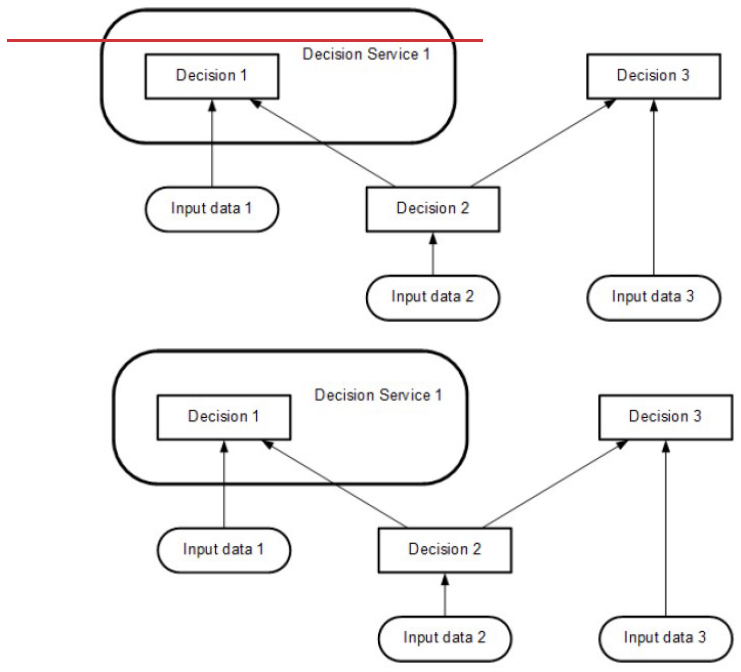 Decision Service 1
Decision 1
Decision 3
Input data 1
Decision 2
Input data 2
Input data 3
Decision Service 1
Decision 1
Decision 3
Input data 1
Decision 2
Input data 2
Input data 3